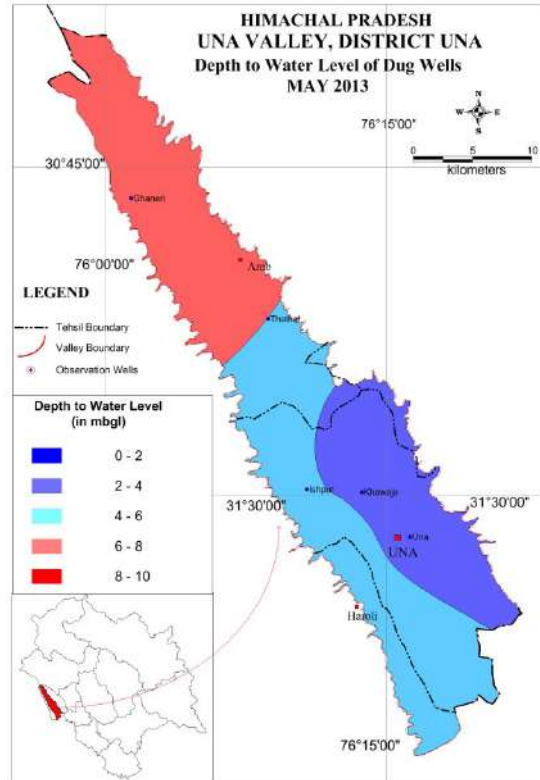 HIMACHAL PRADESH
UNA VALLEY, DISTRICT UNA
Depth to Water Level of Dug Wells
MAY 2013
N
W E
S
76°15'00"
0 5 10
kilometers
30°45'00"
Ghaneri
76°00'00"
Amb
LEGEND
Tehsil Boundary
Valley Boundary
Observation Wells
Thathal
Depth to Water Level
(in mbgl)
0 - 2
2 - 4
4 - 6
6 - 8
8 - 10
Ishpur
Khawaja
31°30'00"
31°30'00"
Una
UNA
Haroli
76°15'00"